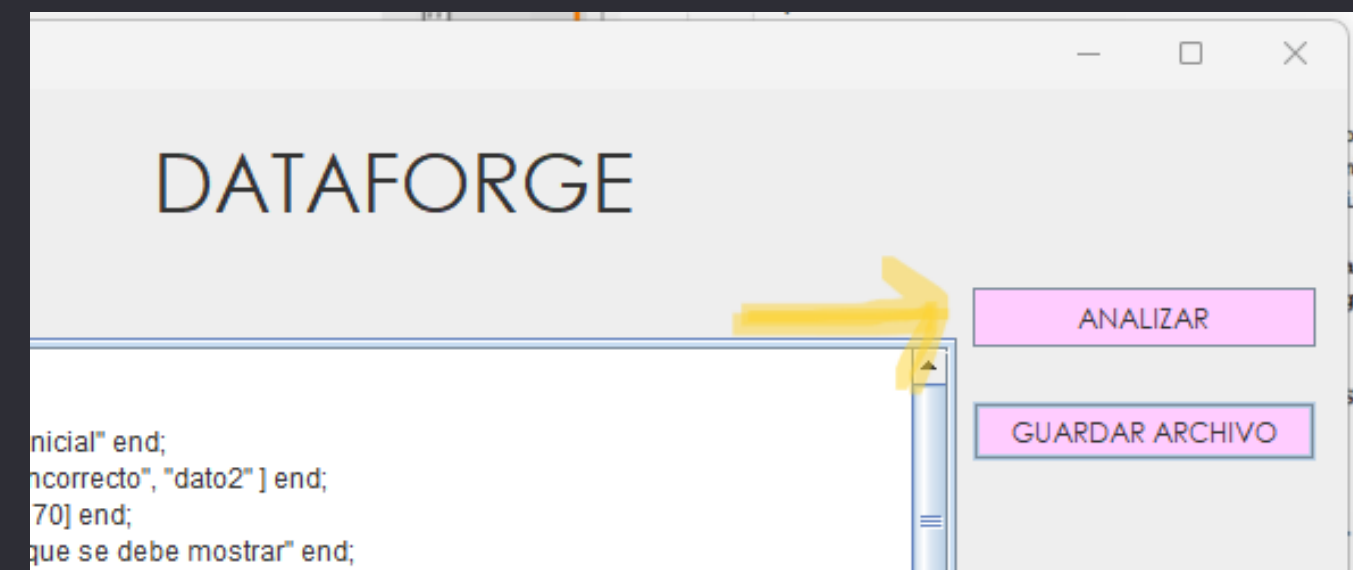 DATAFORGE
ANALIZAR
GUARDAR ARCHIVO
nicial" end;
ncorrecto", "dato2" ] end;
70] end;
que se debe mostrar" end;